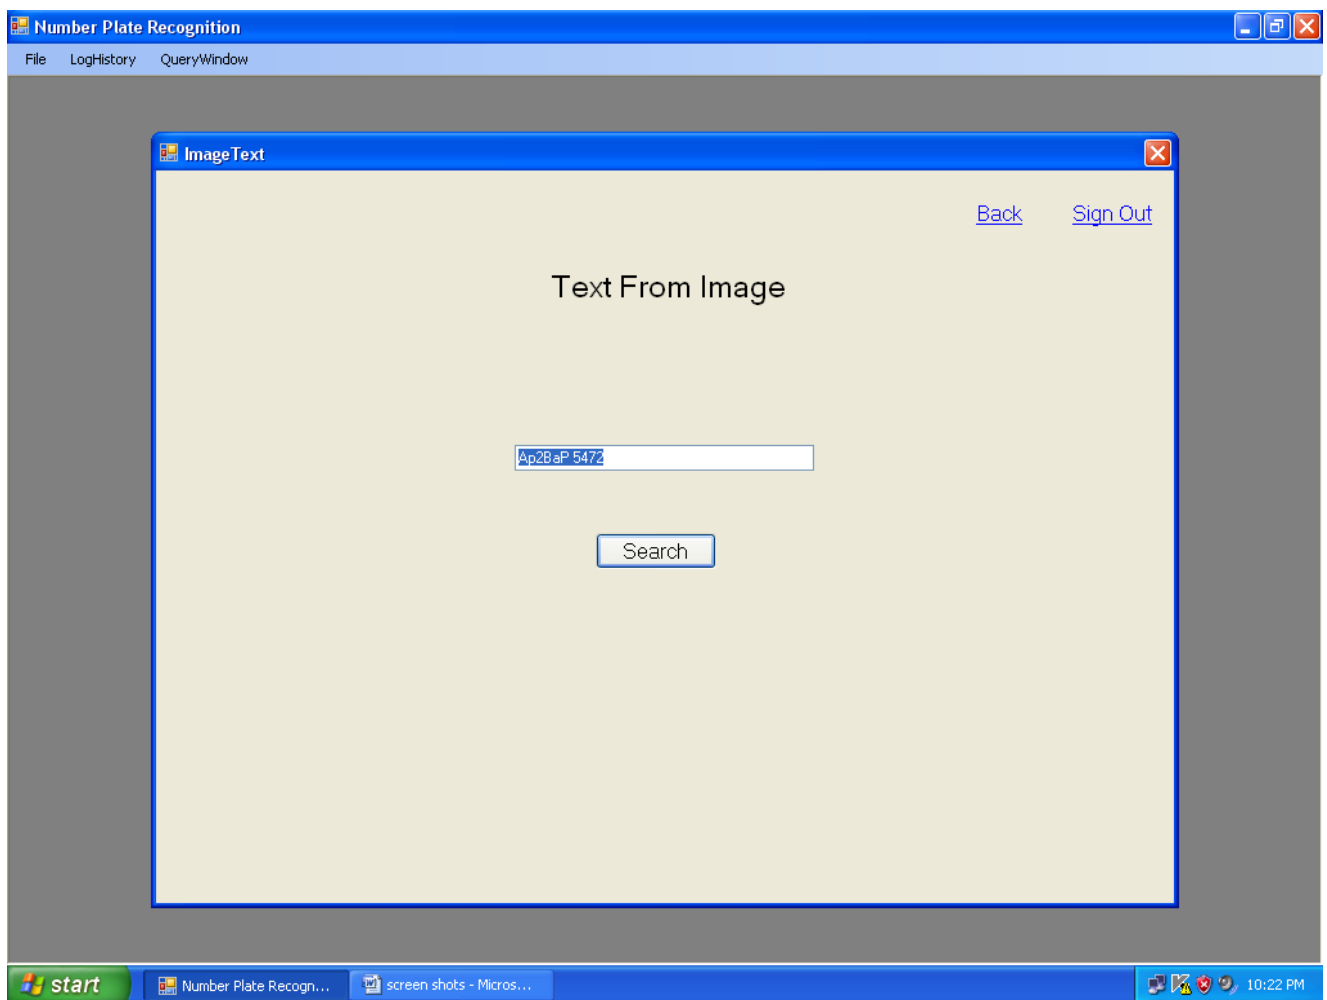 Number Plate Recognition
File LogHistory QueryWindow
ImageText
Back Sign Out
Text From Image
Ap2BaP 5472
Search
start Number Plate Recogn... screen shots - Micros... 10:22 PM